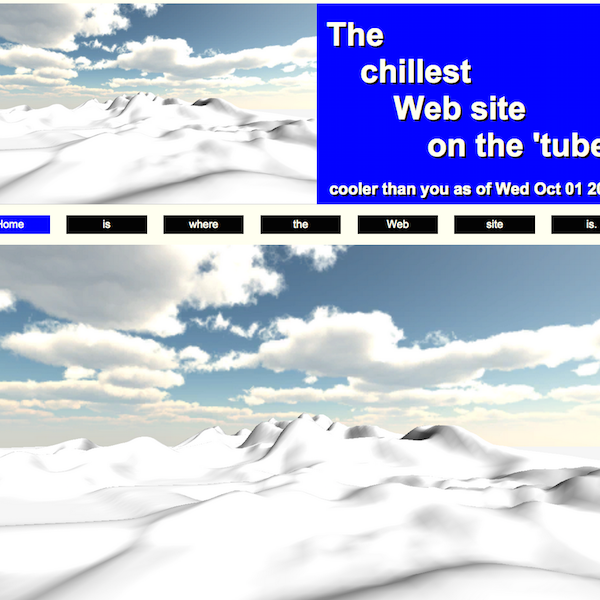 The
chillest
Web site
on the 'tube
cooler than you as of Wed Oct 01 20
Home is where the Web site is.